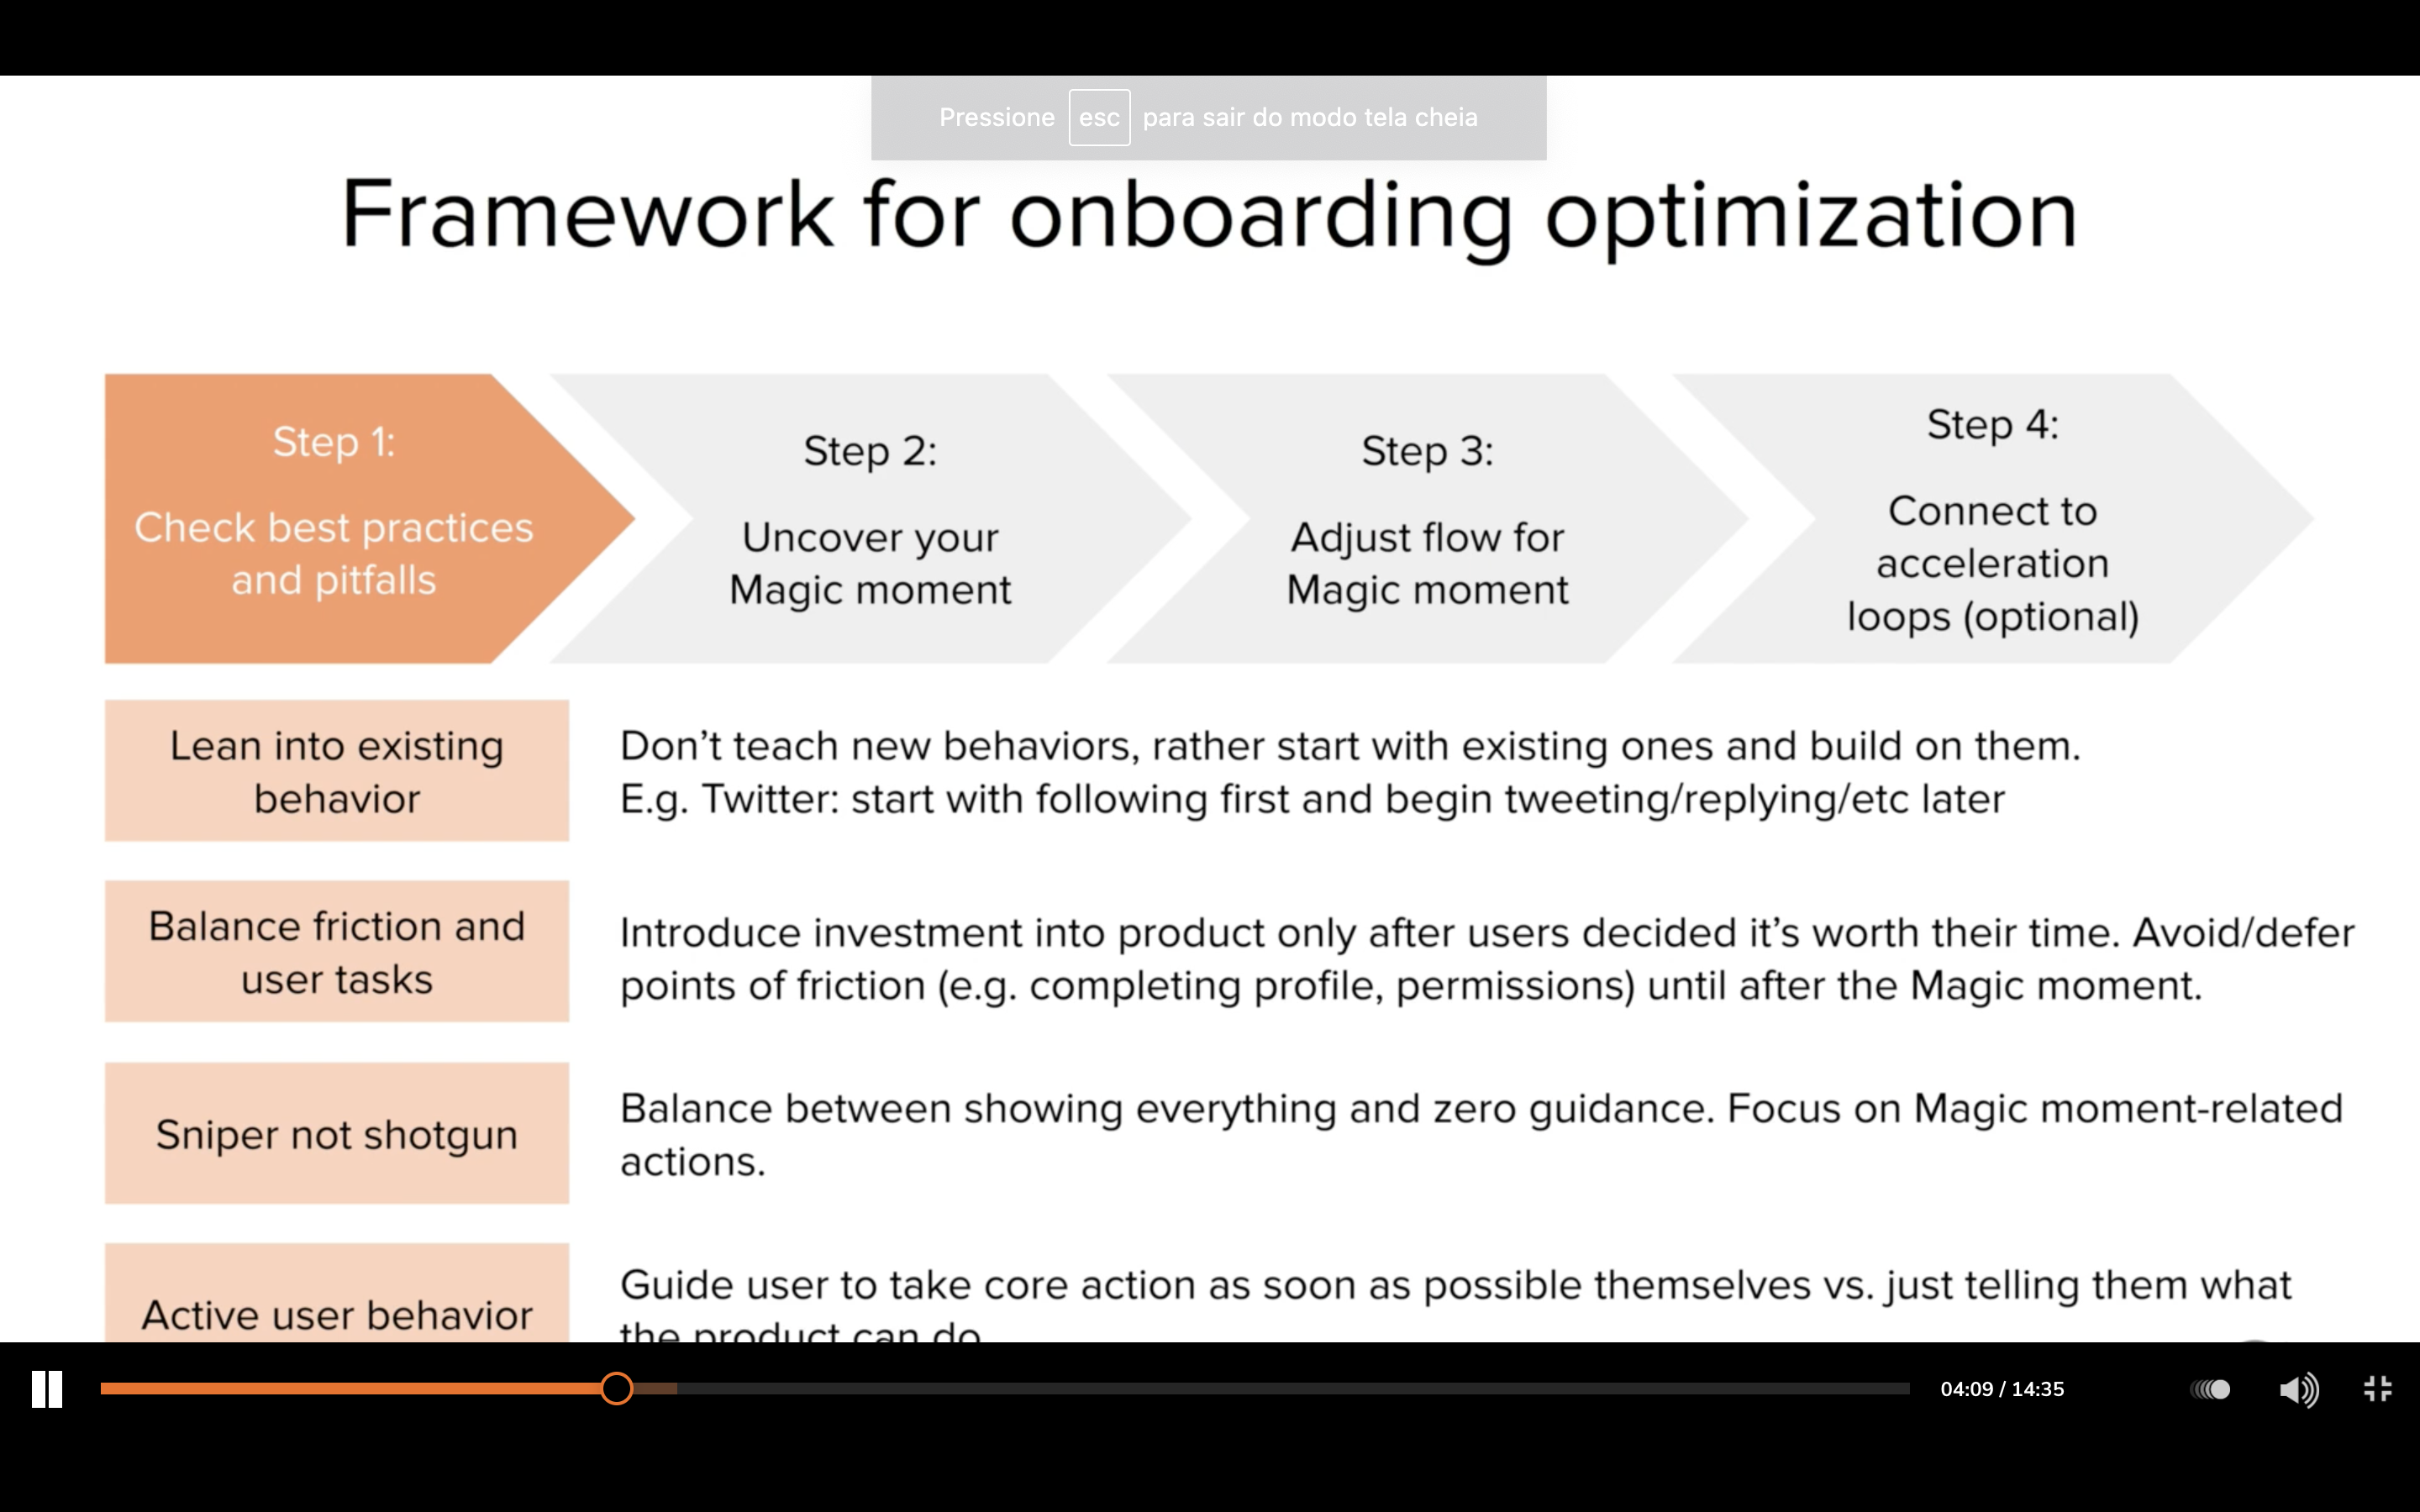 Pressione esc para sair do modo tela cheia
Framework for onboarding optimization
Step 1:
Check best practices
and pitfalls
Step 2:
Uncover your
Magic moment
Step 3:
Adjust flow for
Magic moment
Step 4:
Connect to
acceleration
loops (optional)
Lean into existing
behavior
Don’t teach new behaviors, rather start with existing ones and build on them.
E.g. Twitter: start with following first and begin tweeting/replying/etc later
Balance friction and
user tasks
Introduce investment into product only after users decided it’s worth their time. Avoid/defer
points of friction (e.g. completing profile, permissions) until after the Magic moment.
Sniper not shotgun
Balance between showing everything and zero guidance. Focus on Magic moment-related
actions.
Active user behavior
Guide user to take core action as soon as possible themselves vs. just telling them what
the product can do
04:09 / 14:35